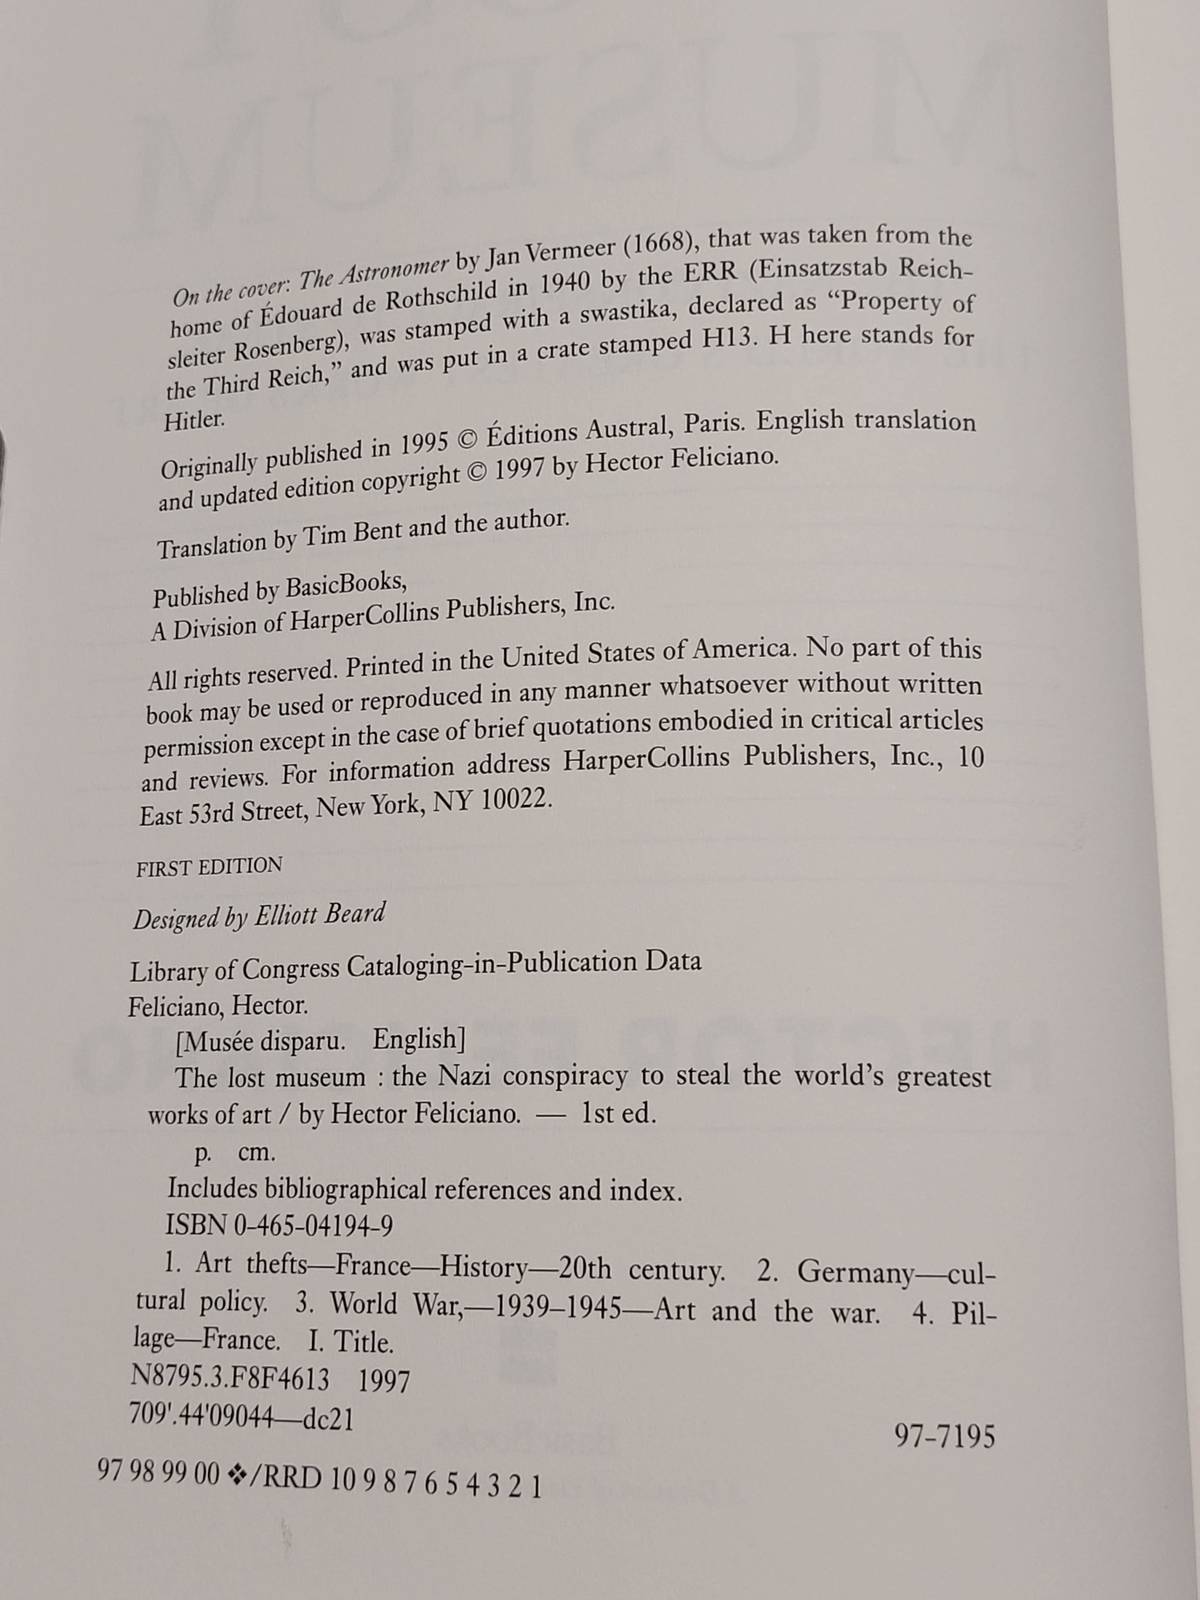 On the cover: The Astronomer by Jan Vermeer (1668), that was taken from the
home of Édouard de Rothschild in 1940 by the ERR (Einsatzstab Reich-
sleiter Rosenberg), was stamped with a swastika, declared as “Property of
the Third Reich,” and was put in a crate stamped H13. H here stands for
Hitler.
Originally published in 1995 © Éditions Austral, Paris. English translation
and updated edition copyright © 1997 by Hector Feliciano.
Translation by Tim Bent and the author.
Published by BasicBooks,
A Division of HarperCollins Publishers, Inc.
All rights reserved. Printed in the United States of America. No part of this
book may be used or reproduced in any manner whatsoever without written
permission except in the case of brief quotations embodied in critical articles
and reviews. For information address HarperCollins Publishers, Inc., 10
East 53rd Street, New York, NY 10022.
FIRST EDITION
Designed by Elliott Beard
Library of Congress Cataloging-in-Publication Data
Feliciano, Hector.
[Musée disparu. English]
The lost museum : the Nazi conspiracy to steal the world’s greatest
works of art / by Hector Feliciano. — 1st ed.
p. cm.
Includes bibliographical references and index.
ISBN 0-465-04194-9
1. Art thefts—France—History—20th century. 2. Germany—cul-
tural policy. 3. World War,—1939–1945—Art and the war. 4. Pil-
lage—France. I. Title.
N8795.3.F8F4613 1997
709'.44'09044—dc21
97-7195
97 98 99 00 ❖/RRD 10 9 8 7 6 5 4 3 2 1